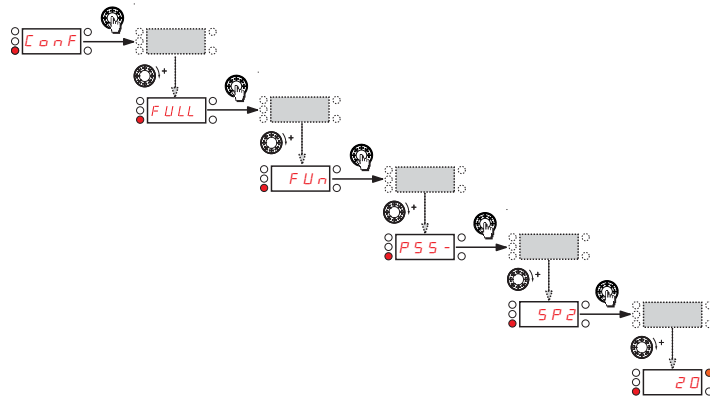 ConF
+
FULL
+
FUn
+
PSS-
+
SP2
+
20